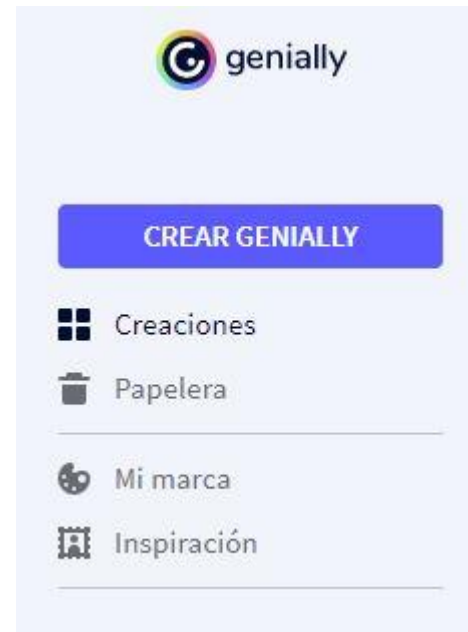 genially
CREAR GENIALLY
Creaciones
Papelera
Mi marca
Inspiración